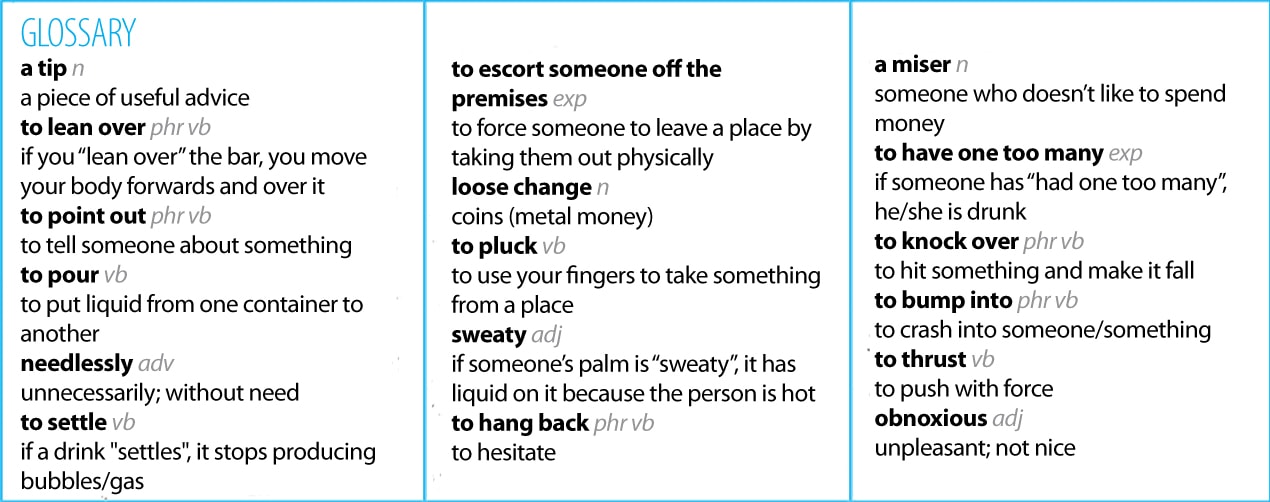 GLOSSARY
a tip n
a piece of useful advice
to lean over phr vb
if you “lean over” the bar, you move
your body forwards and over it
to point out phr vb
to tell someone about something
to pour vb
to put liquid from one container to
another
needlessly adv
unnecessarily; without need
to settle vb
if a drink "settles", it stops producing
bubbles/gas
to escort someone off the
premises exp
to force someone to leave a place by
taking them out physically
loose change n
coins (metal money)
to pluck vb
to use your fingers to take something
from a place
sweaty adj
if someone’s palm is “sweaty”, it has
liquid on it because the person is hot
to hang back phr vb
to hesitate
a miser n
someone who doesn’t like to spend
money
to have one too many exp
if someone has “had one too many”,
he/she is drunk
to knock over phr vb
to hit something and make it fall
to bump into phr vb
to crash into someone/something
to thrust vb
to push with force
obnoxious adj
unpleasant; not nice